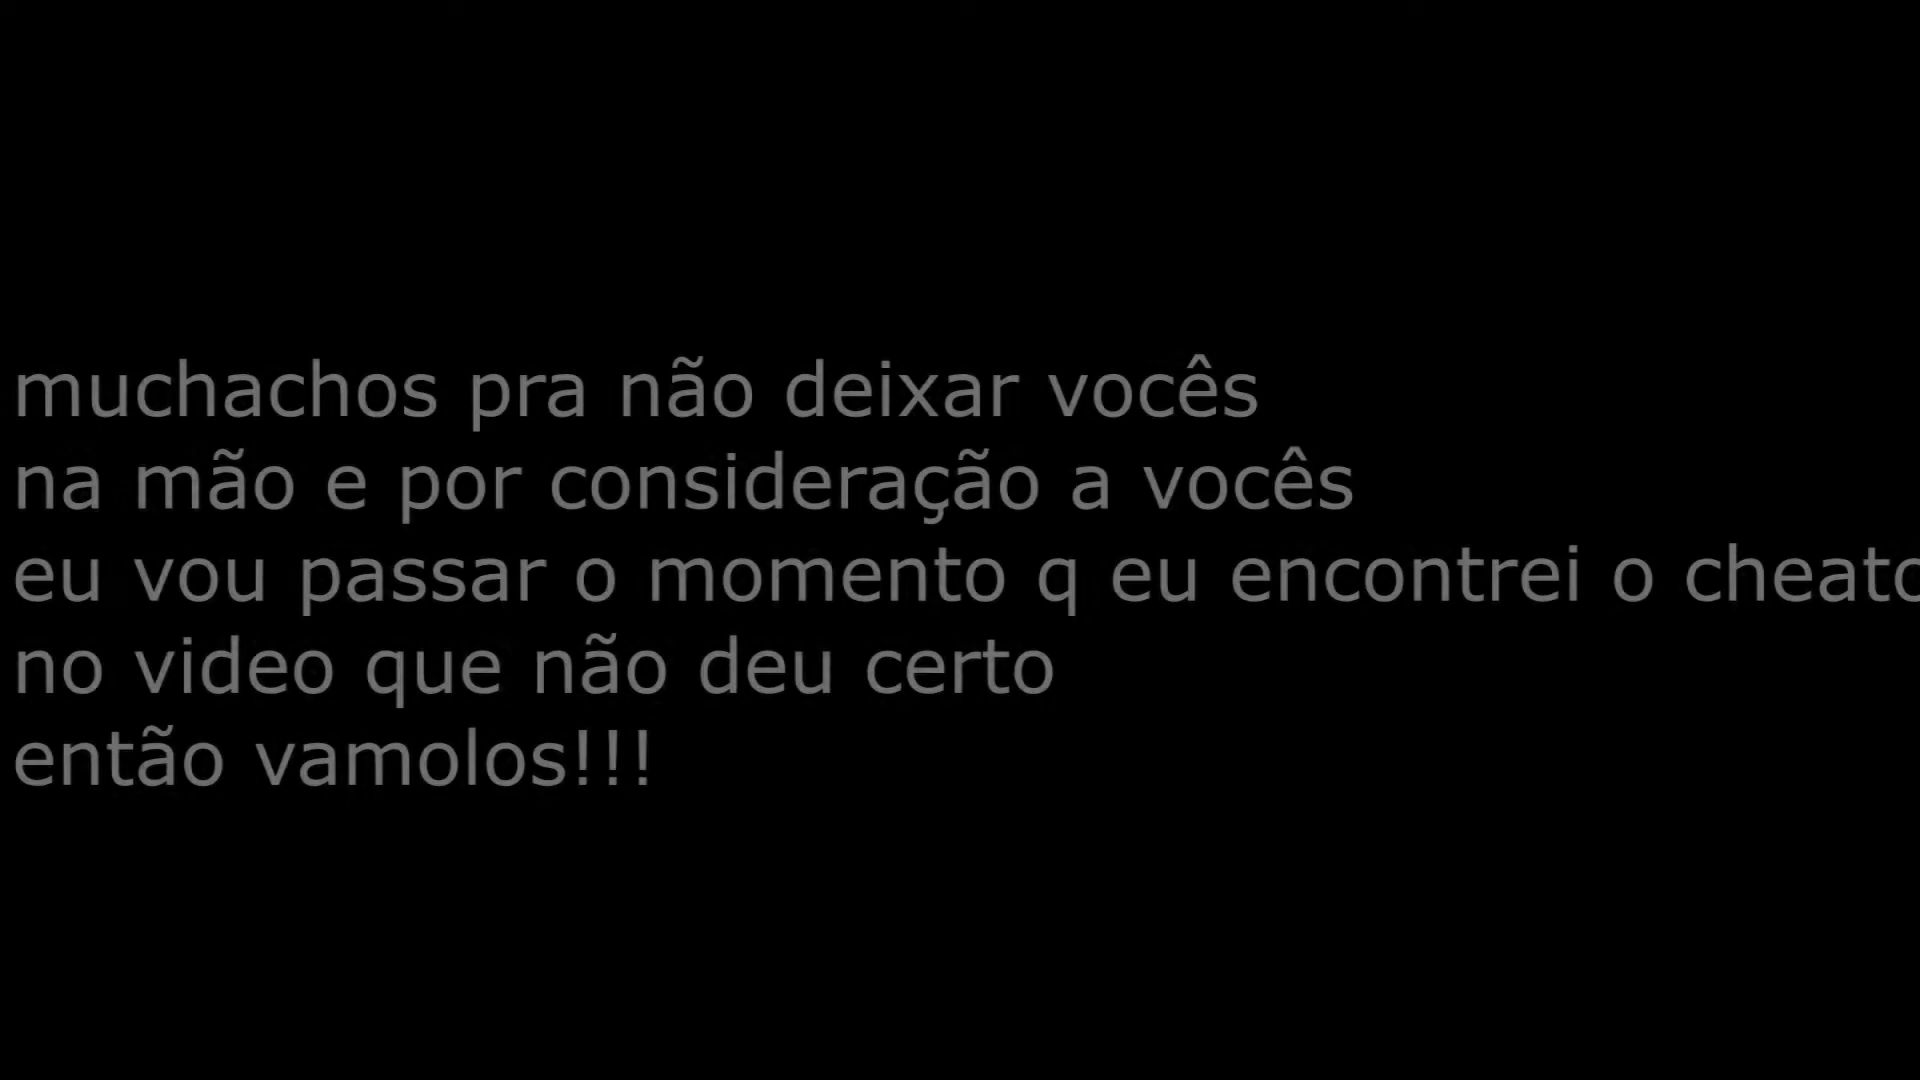 muchachos pra não deixar vocês
na mão e por consideração a vocês
eu vou passar o momento q eu encontrei o cheato
no video que não deu certo
então vamolos!!!